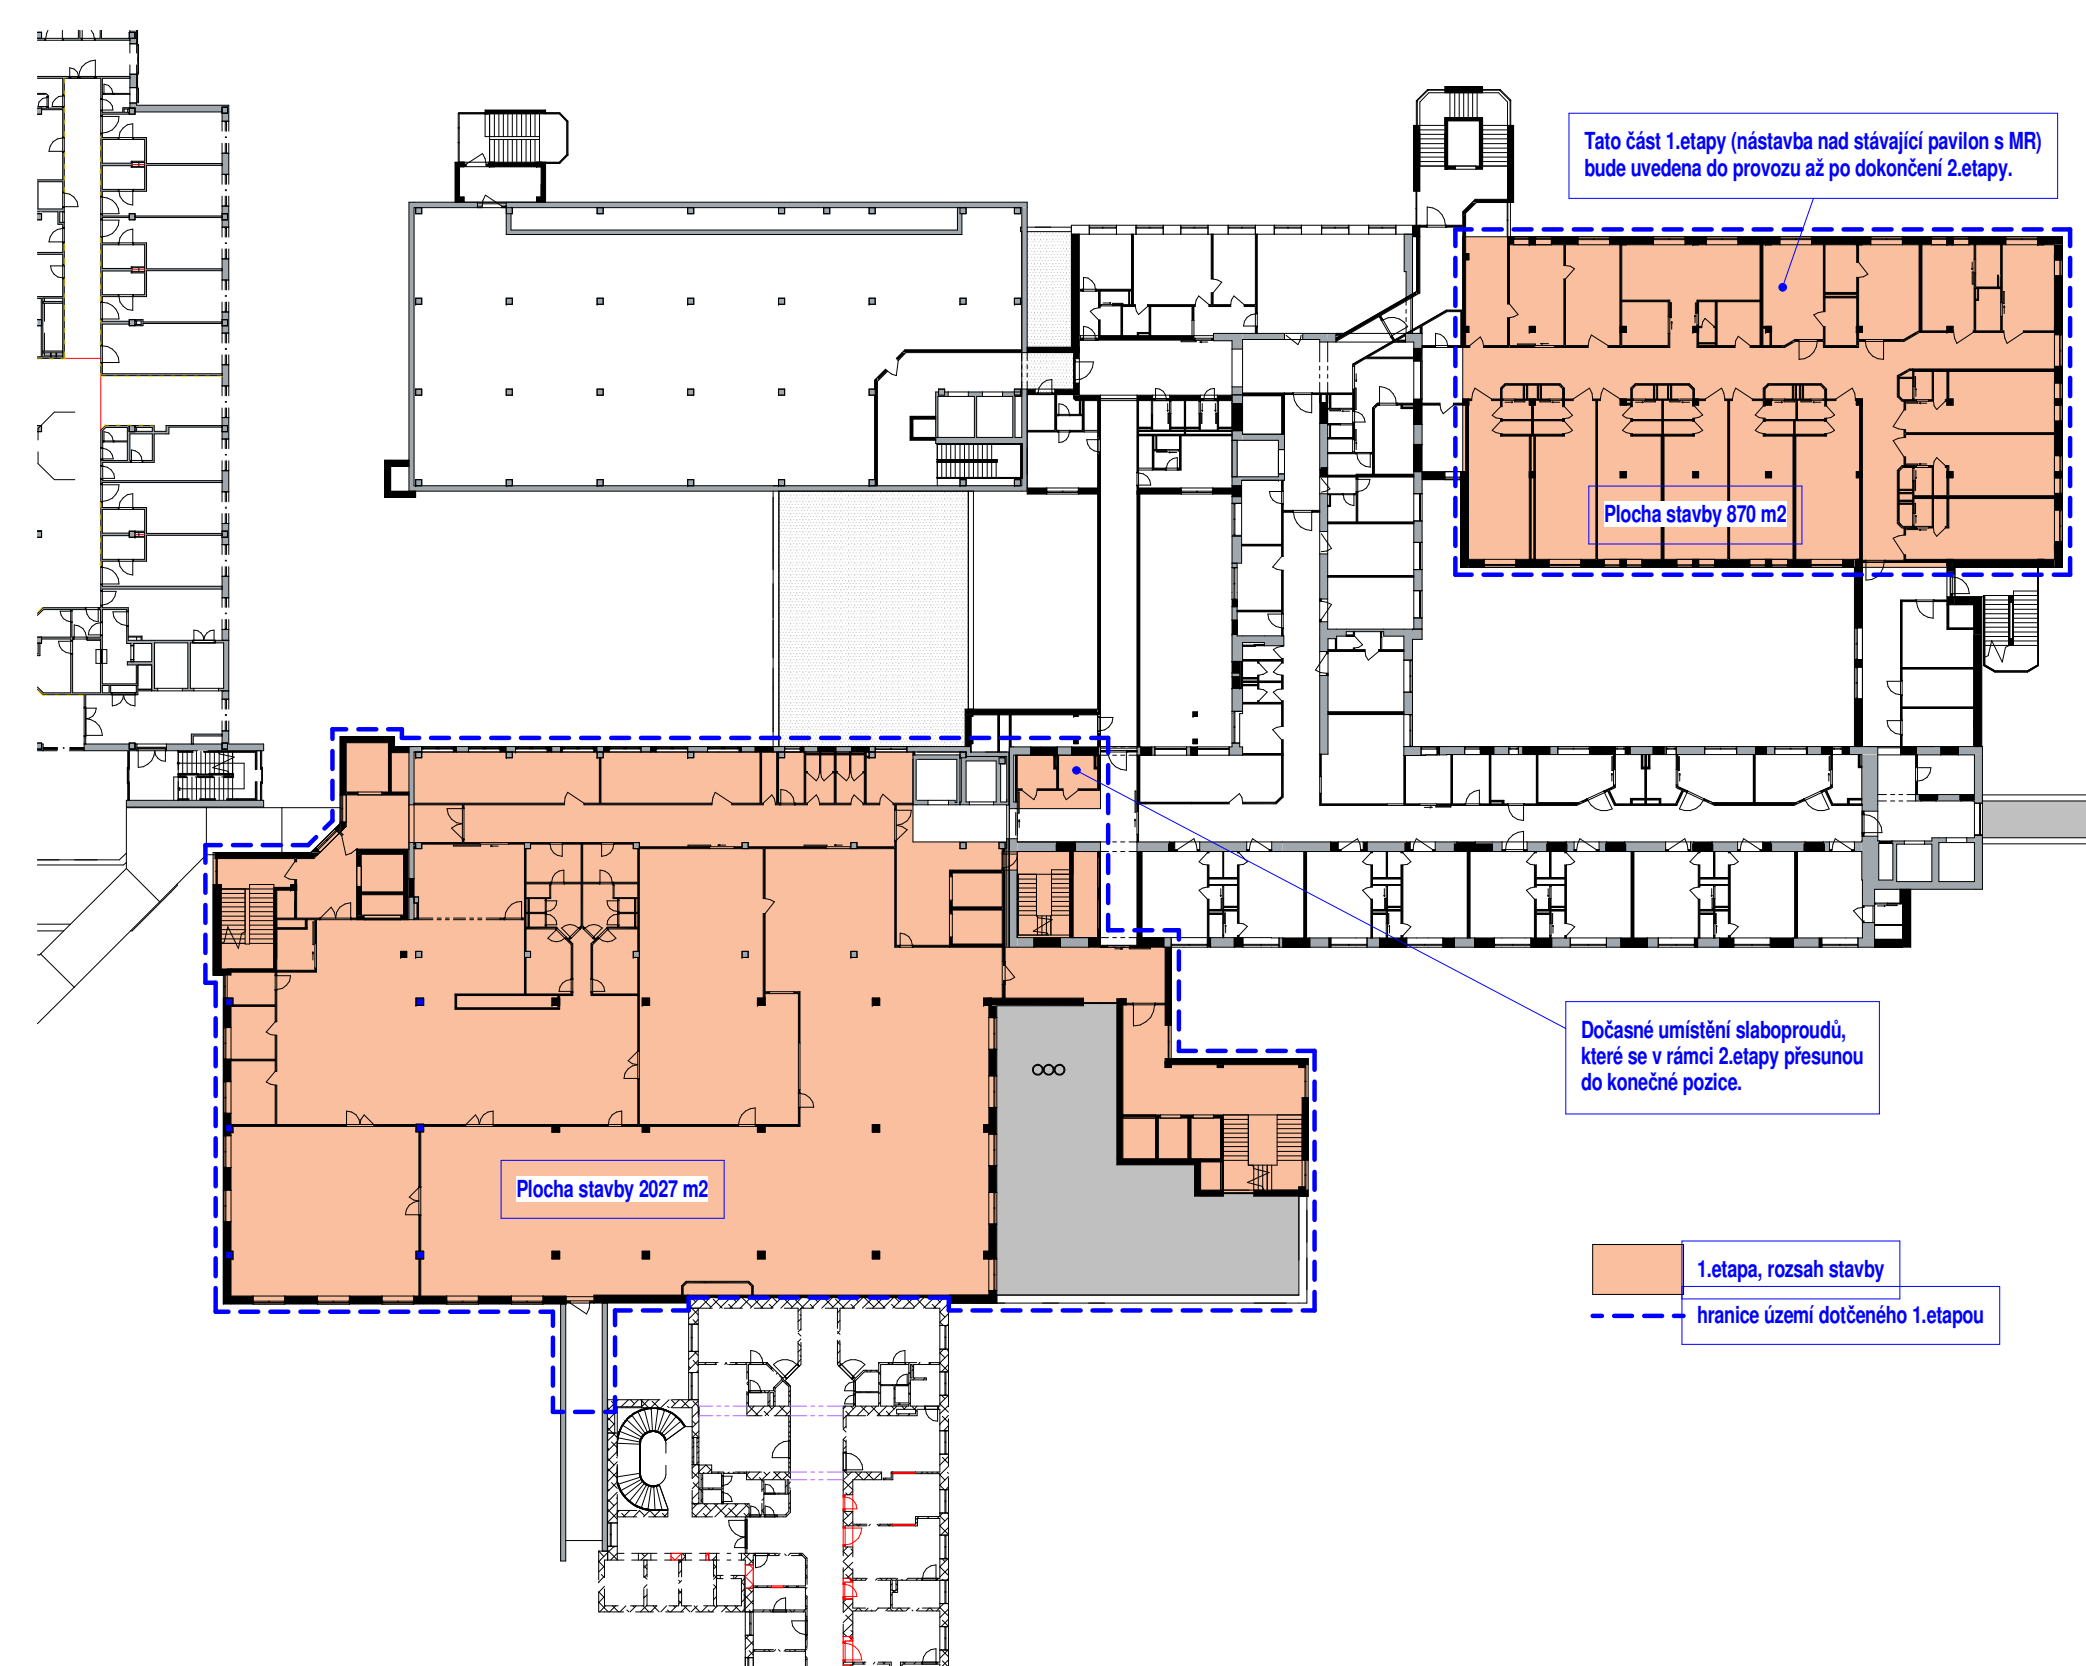 Tato část 1.etapy (nástavba nad stávající pavilon s MR)
bude uvedena do provozu až po dokončení 2.etapy.
Plocha stavby 870 m2
Dočasné umístění slaboproudů,
které se v rámci 2.etapy přesunou
do konečné pozice.
Plocha stavby 2027 m2
1.etapa, rozsah stavby
hranice území dotčeného 1.etapou